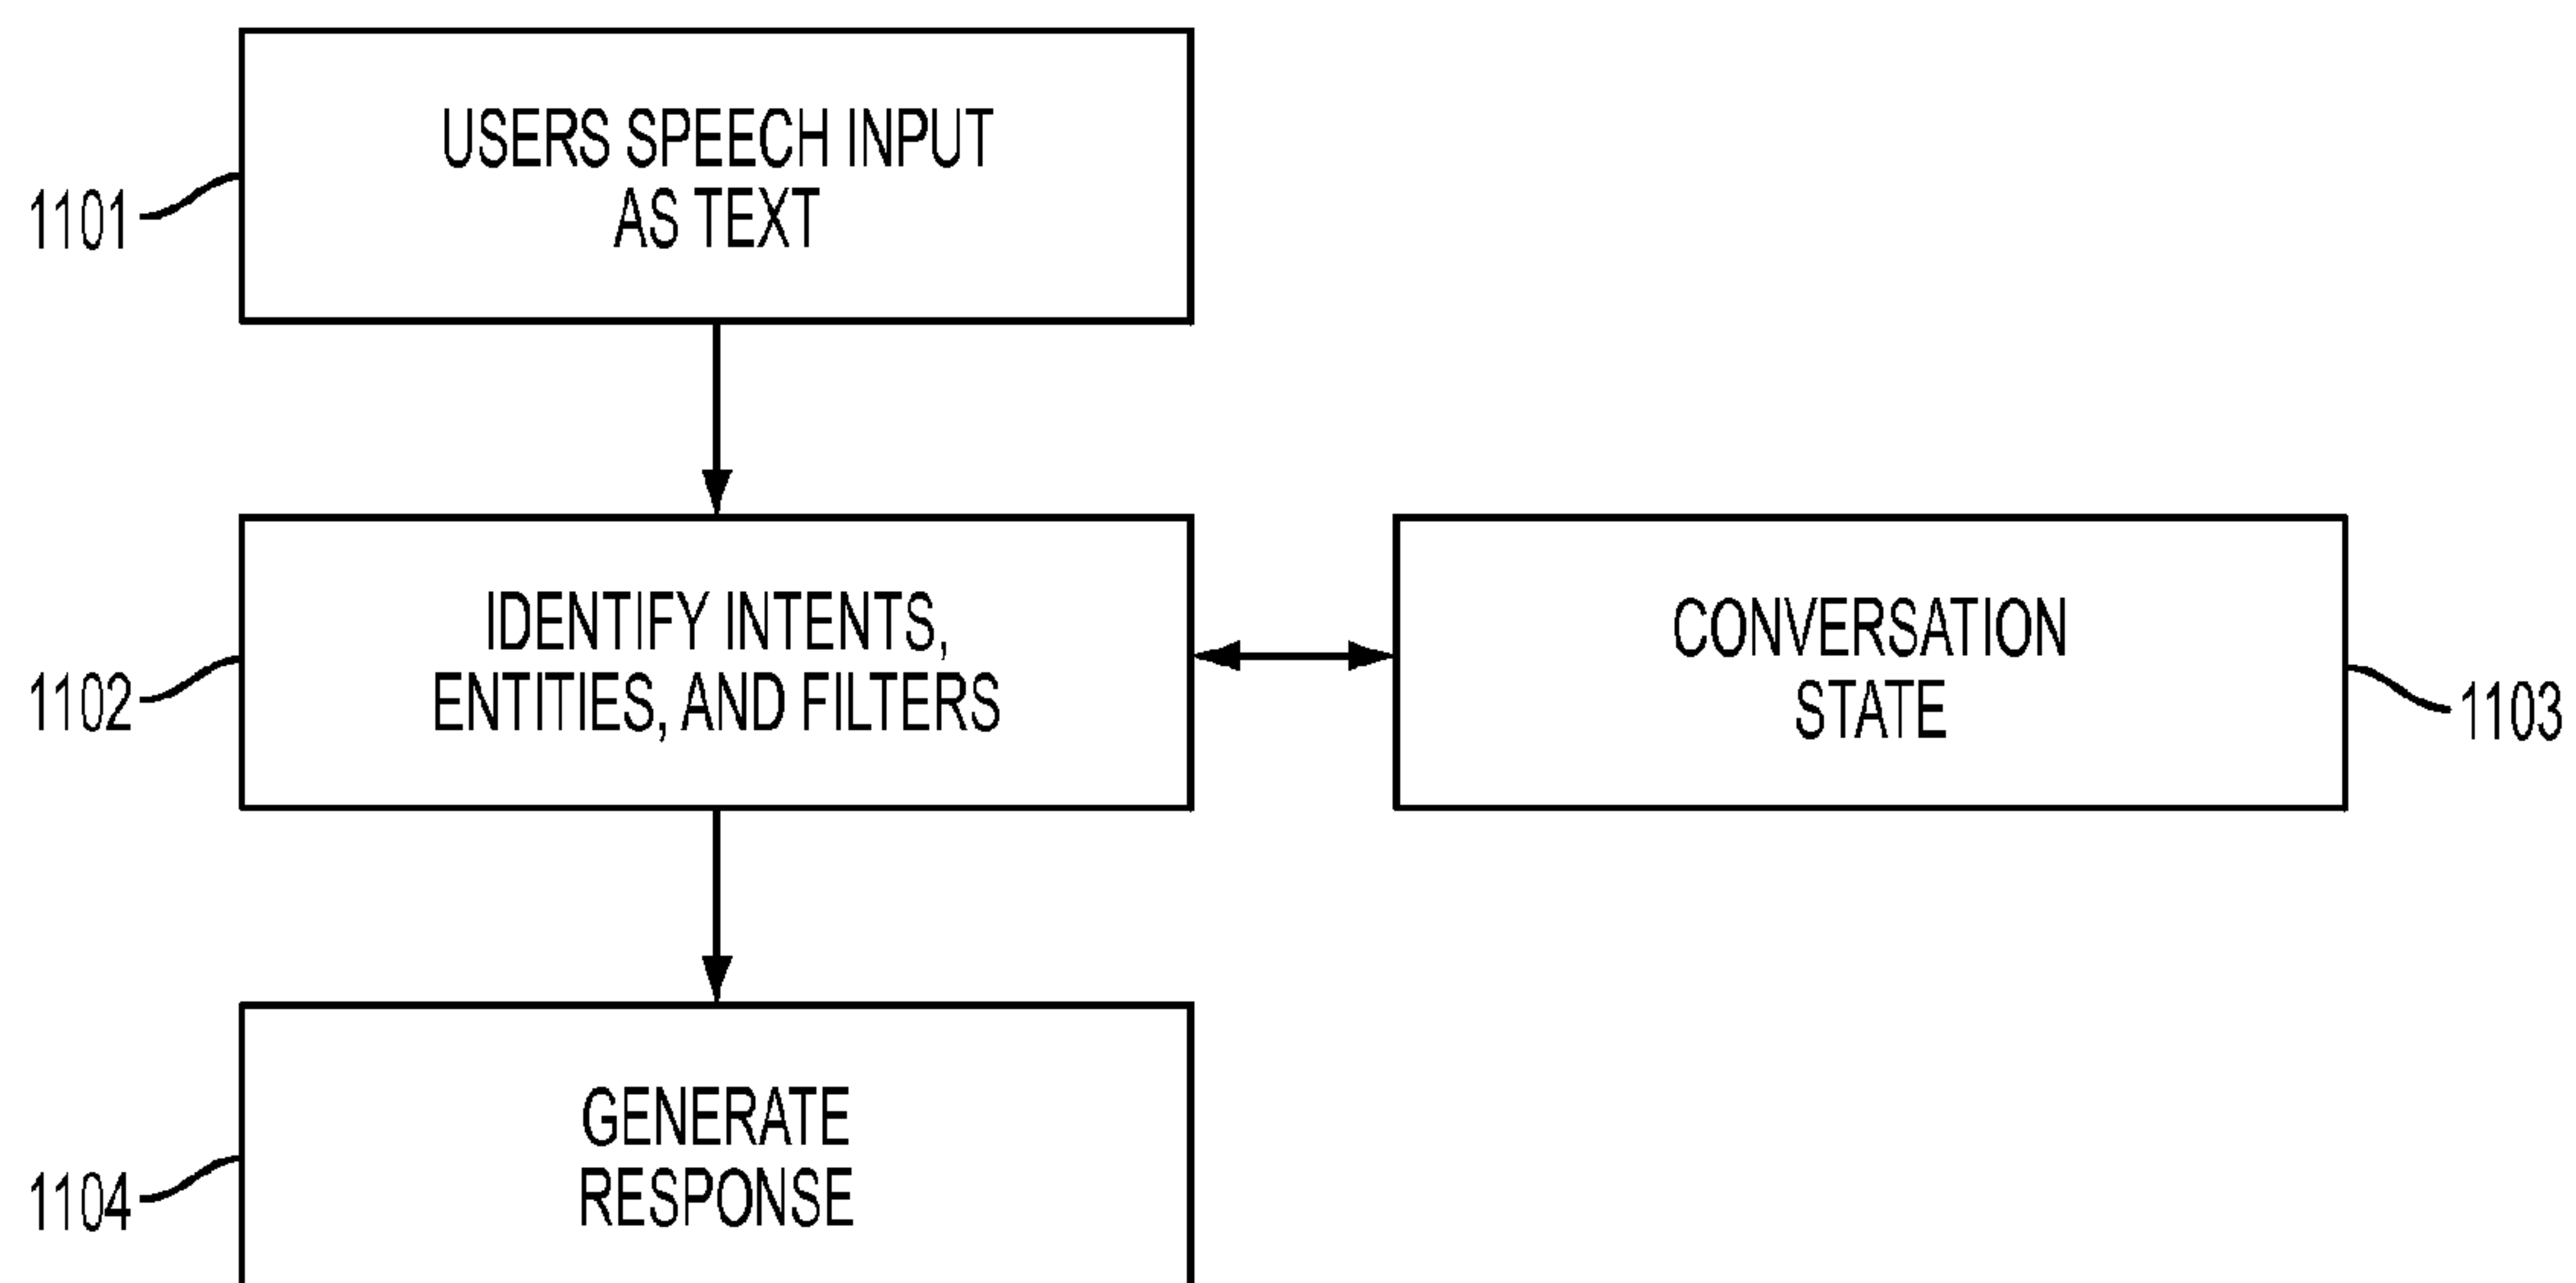 USERS SPEECH INPUT
AS TEXT
1101
IDENTIFY INTENTS,
ENTITIES, AND FILTERS
1102
CONVERSATION
STATE
1103
GENERATE
RESPONSE
1104